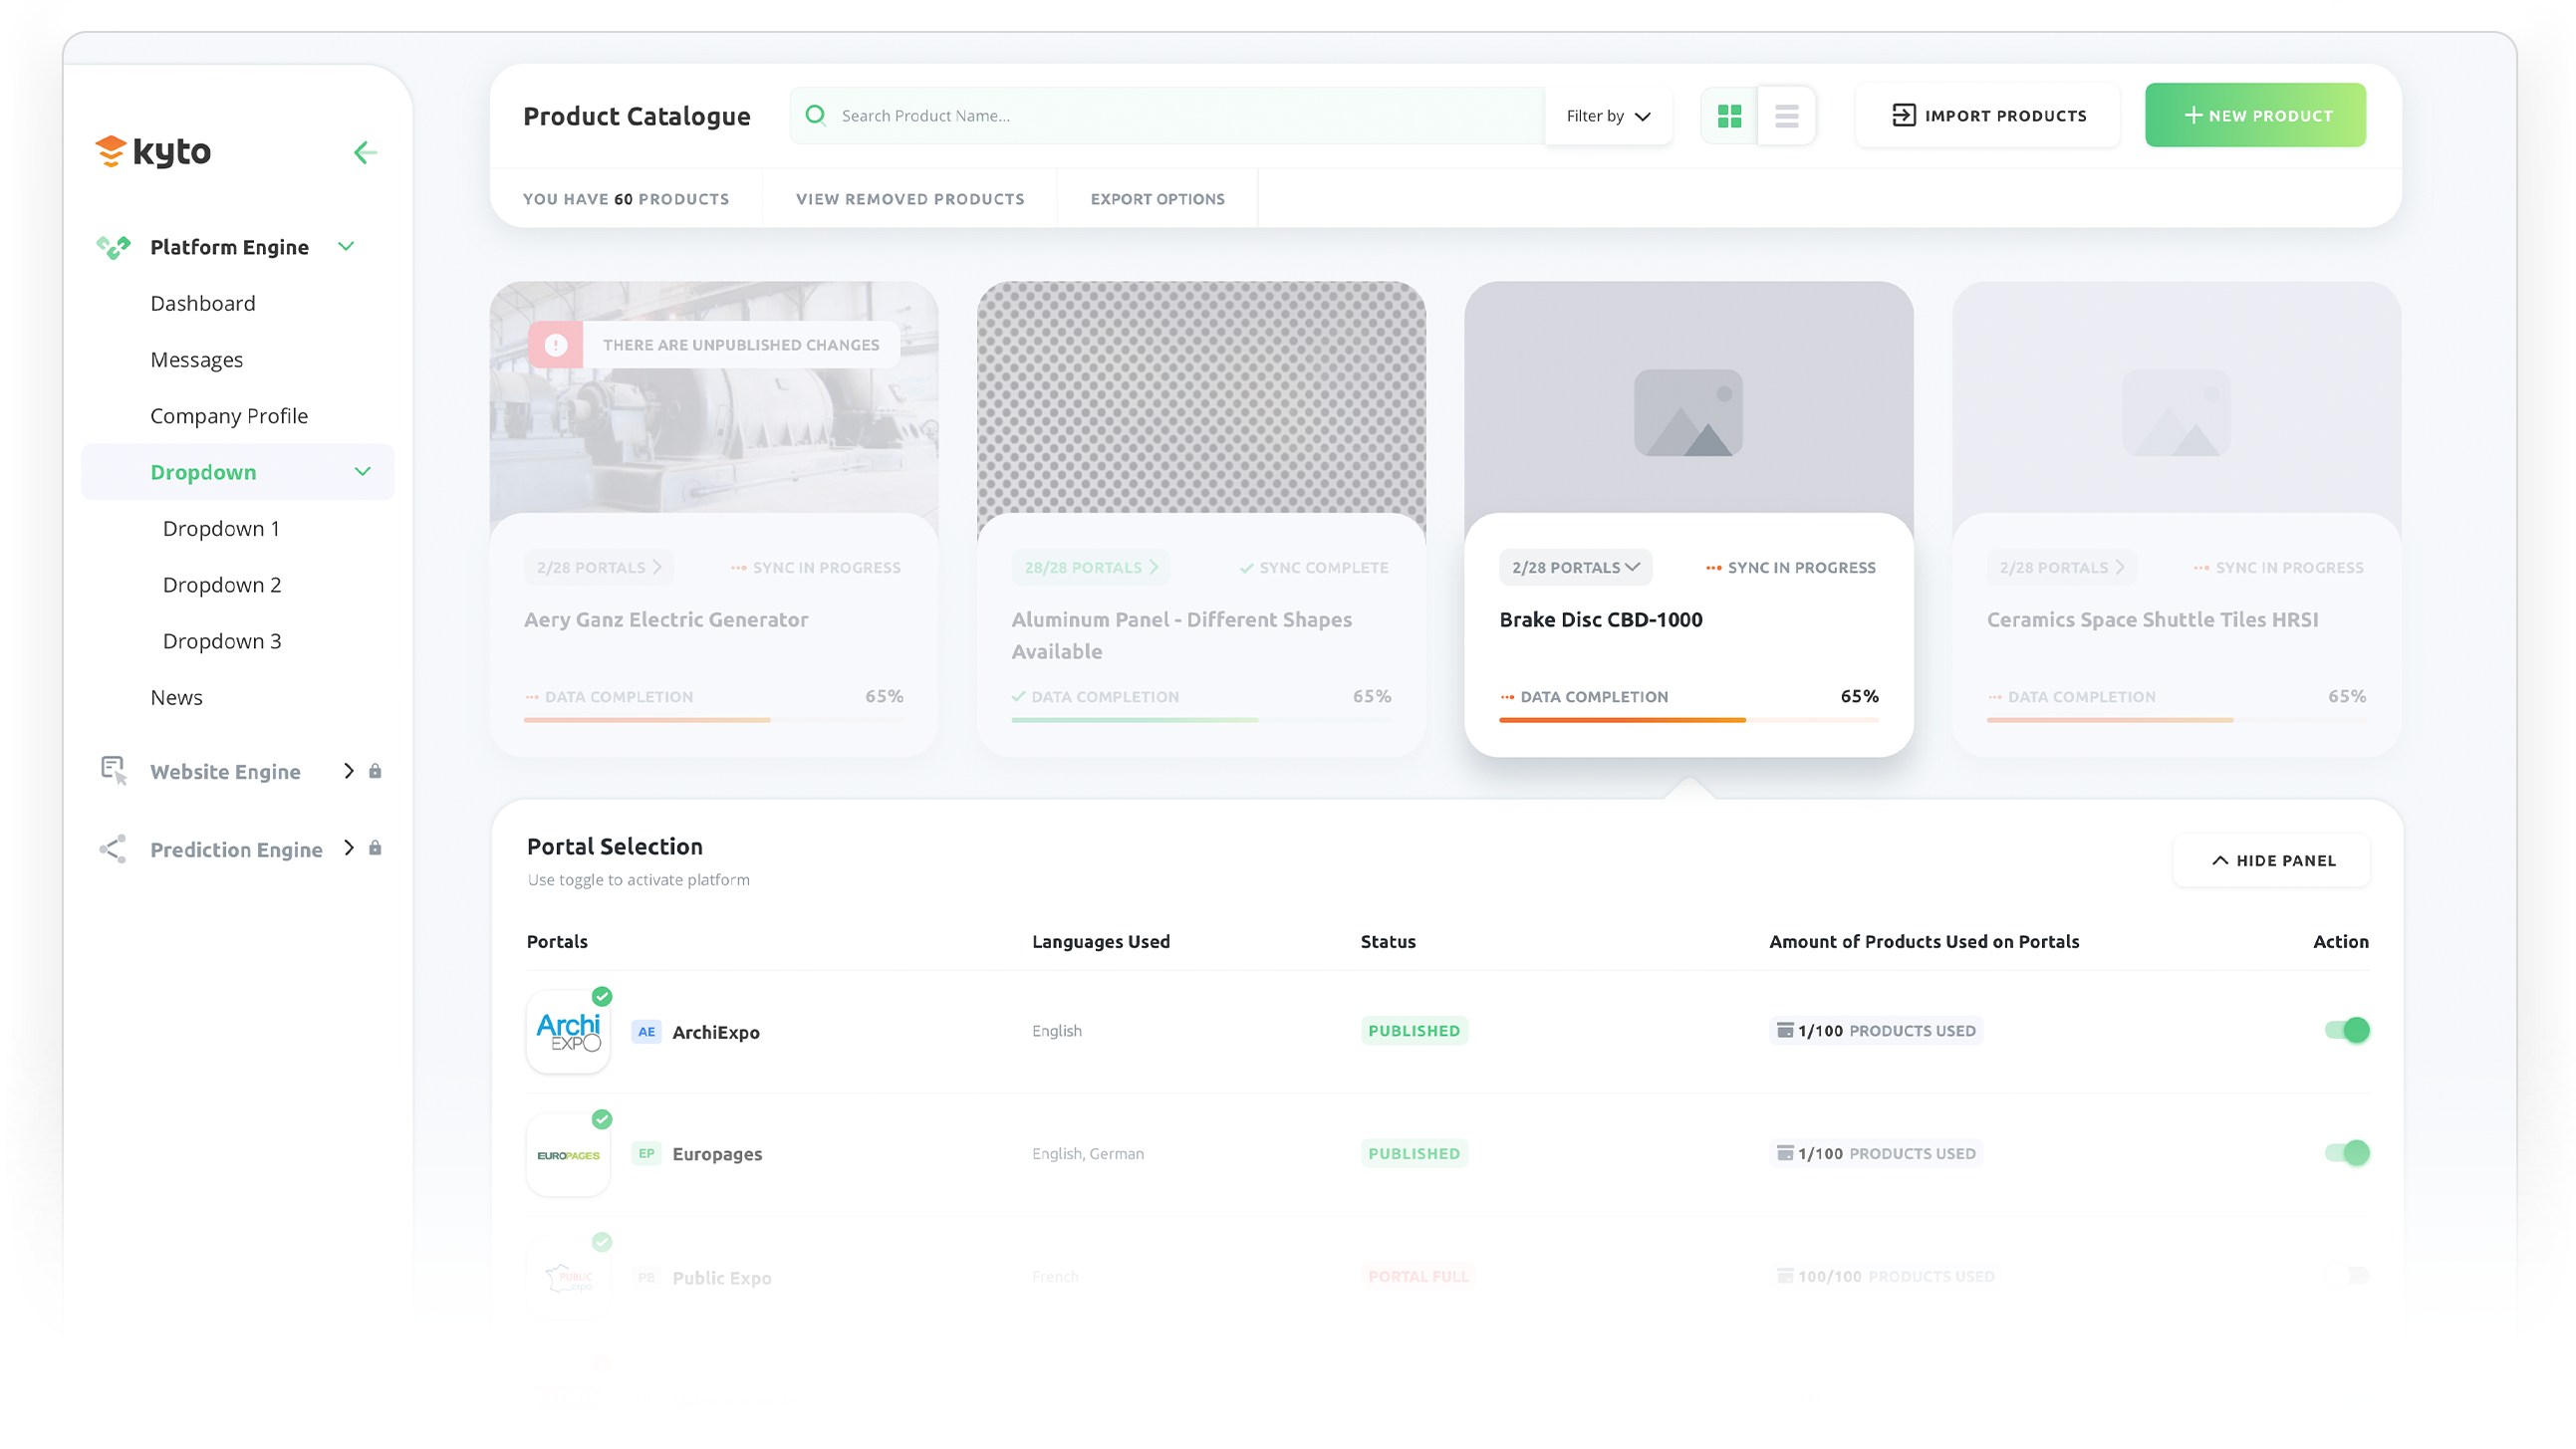 kyto
Platform Engine
Dashboard
Messages
Company Profile
Dropdown
Dropdown 1
Dropdown 2
Dropdown 3
News
Website Engine
Prediction Engine
Product Catalogue
Search Product Name...
Filter by
IMPORT PRODUCTS
NEW PRODUCT
YOU HAVE 60 PRODUCTS
VIEW REMOVED PRODUCTS
EXPORT OPTIONS
THERE ARE UNPUBLISHED CHANGES
2/28 PORTALS
SYNC IN PROGRESS
Aery Ganz Electric Generator
DATA COMPLETION
65%
28/28 PORTALS
SYNC COMPLETE
Aluminum Panel - Different Shapes
Available
DATA COMPLETION
65%
2/28 PORTALS
SYNC IN PROGRESS
Brake Disc CBD-1000
DATA COMPLETION
65%
2/28 PORTALS
SYNC IN PROGRESS
Ceramics Space Shuttle Tiles HRSI
DATA COMPLETION
65%
Portal Selection
Use toggle to activate platform
HIDE PANEL
Portals
Languages Used
Status
Amount of Products Used on Portals
Action
Archi
EXPO
AE
ArchiExpo
English
PUBLISHED
1/100 PRODUCTS USED
EUROPAGES
EP
Europages
English, German
PUBLISHED
1/100 PRODUCTS USED
PUBLIC
expo
PB
Public Expo
French
PORTAL FULL
100/100 PRODUCTS USED